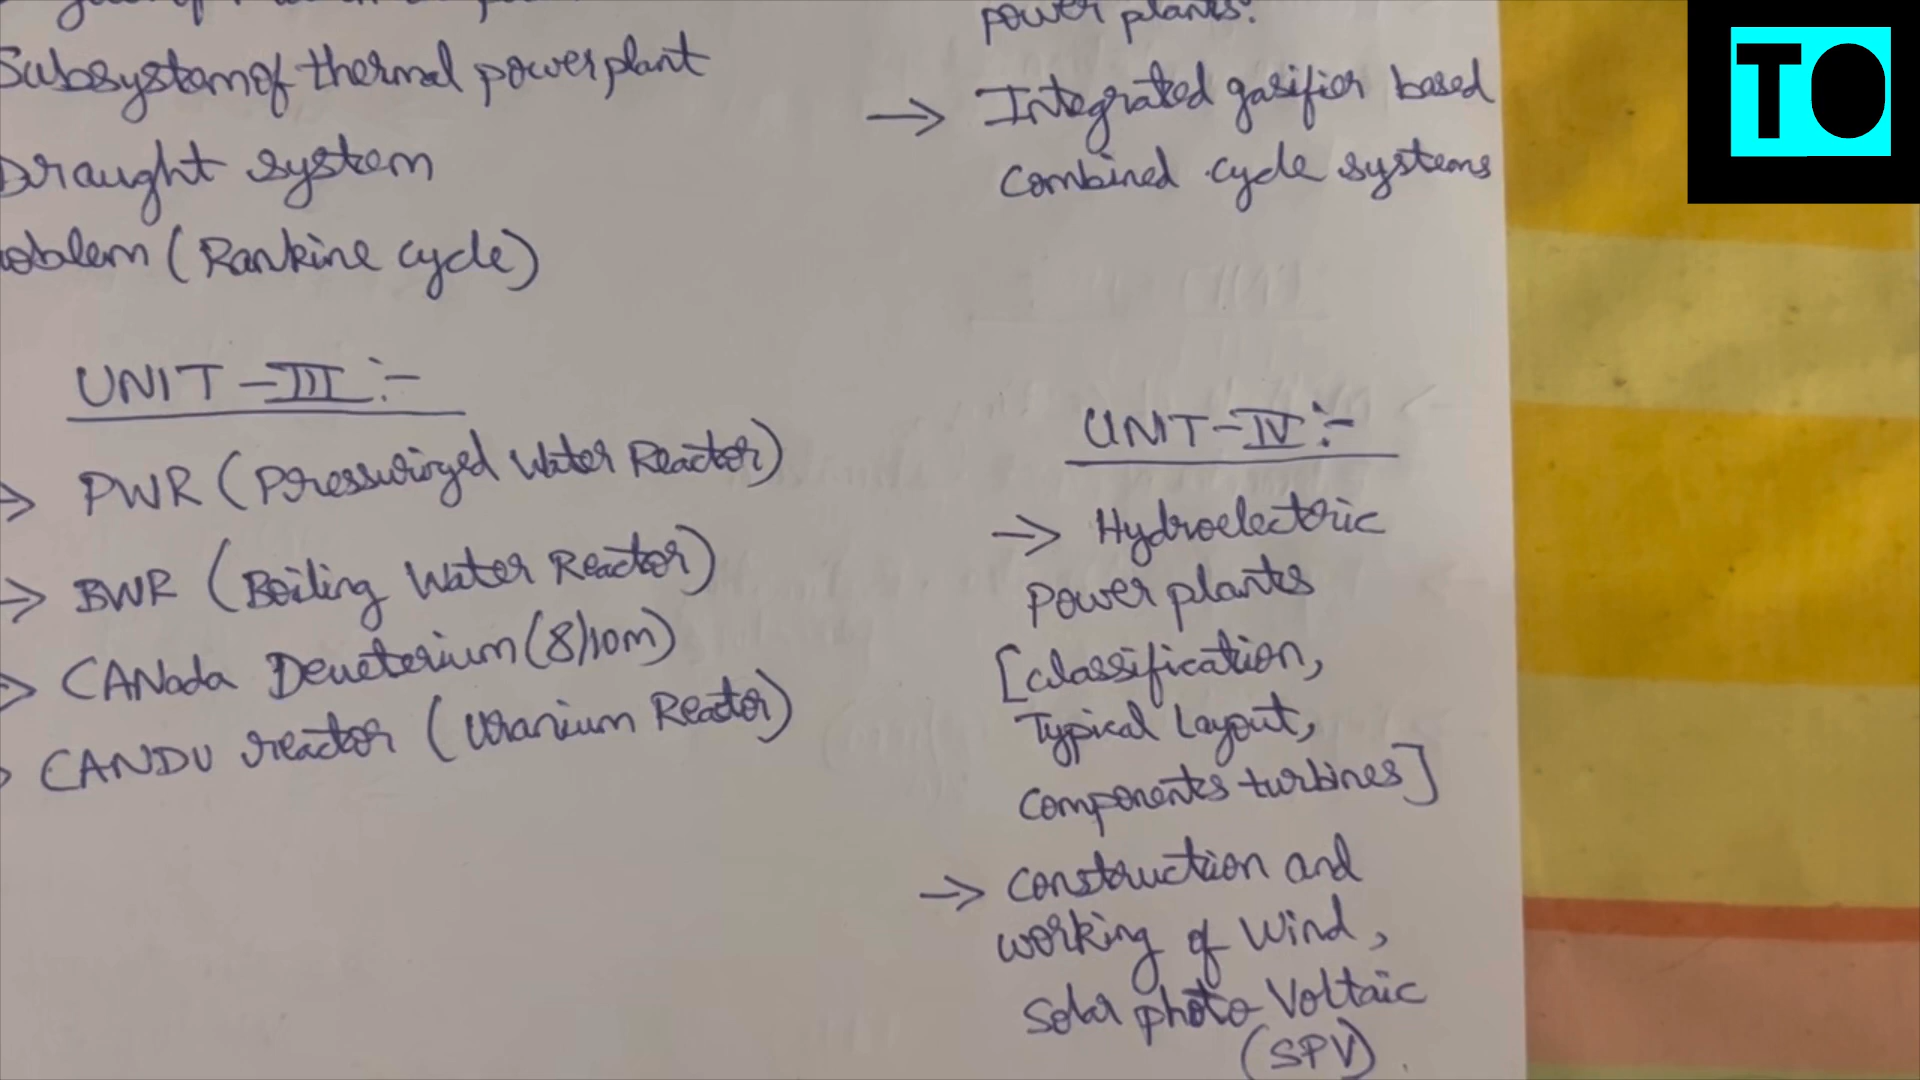 Subsystem of thermal power plant
Draught system
oblem (Rankine cycle)
UNIT-III :-
→ PWR (Pressurized Water Reactor)
→ BWR (Boiling Water Reactor)
→ CANada Deueterium (8/10m)
CANDU reactor (Uranium Reactor)
power plants.
→ Integrated gasifier based
combined cycle systems
UNIT-IV :-
→ Hydroelectric
Power plants
[classification,
Typical Layout,
components turbines]
→ construction and
working of Wind,
Solar photo Voltaic
(SPV).
TO